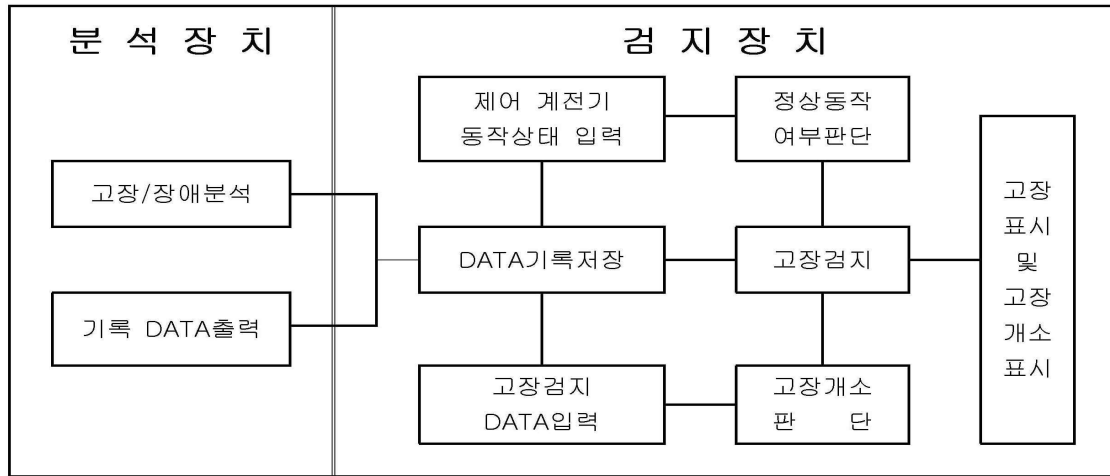 분 석 장 치
고장/장애분석
기록 DATA출력
검 지 장 치
제어 계전기
동작상태 입력
정상동작
여부판단
DATA기록저장
고장검지
고장검지
DATA입력
고장개소
판 단
고장
표시
및
고장
개소
표시